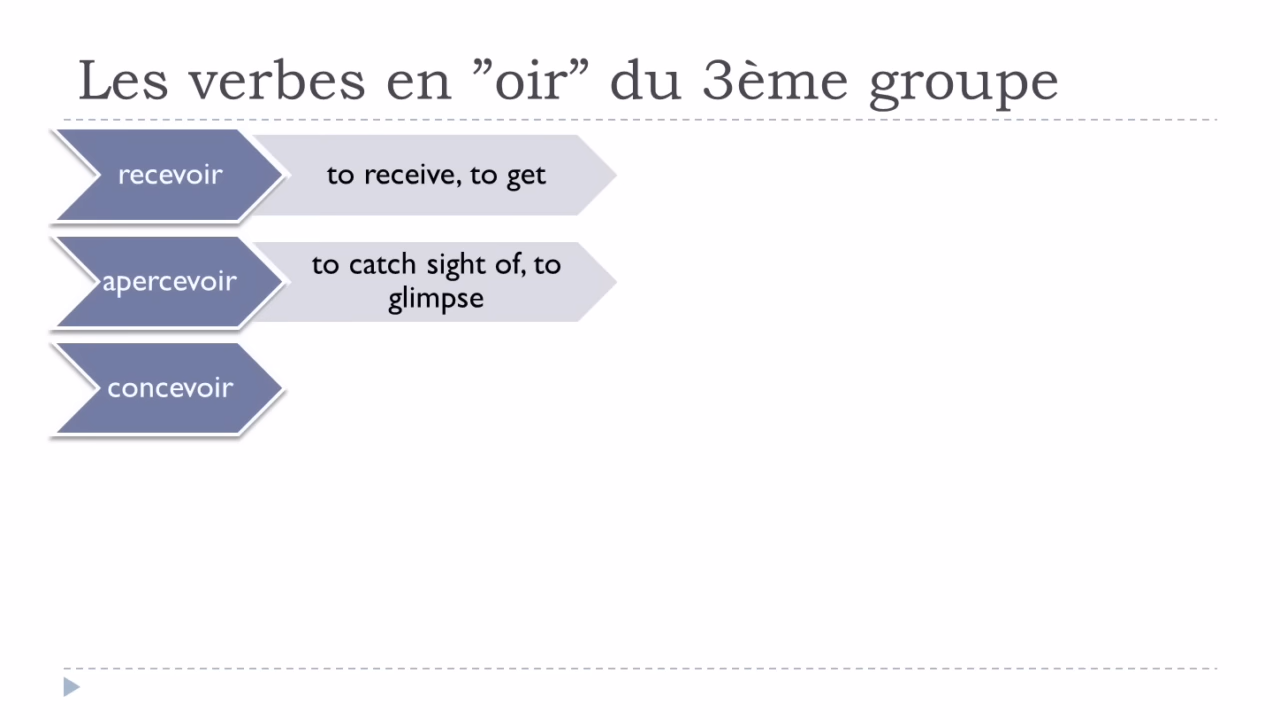 Les verbes en ”oir” du 3ème groupe
recevoir
to receive, to get
apercevoir
to catch sight of, to
glimpse
concevoir